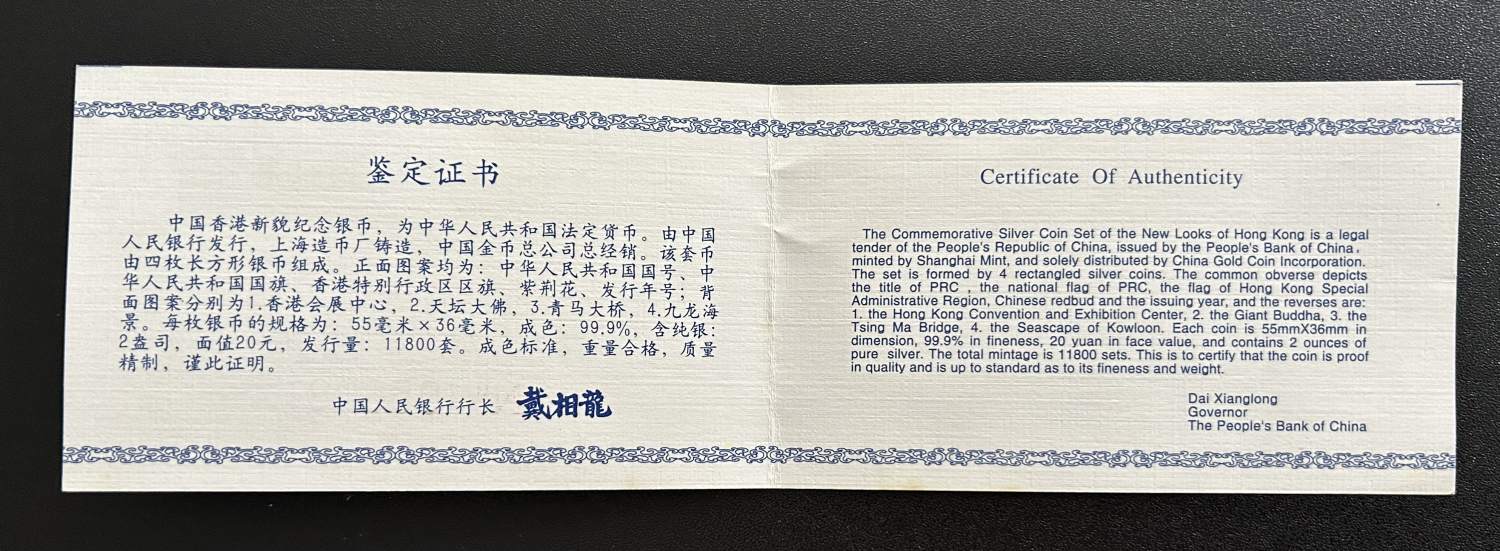 鉴定证书
中国香港新貌纪念银币，为中华人民共和国法定货币。由中国
人民银行发行，上海造币厂铸造，中国金币总公司总经销。该套币
由四枚长方形银币组成。正面图案均为：中华人民共和国国号、中
华人民共和国国旗、香港特别行政区区旗、紫荆花、发行年号；背
面图案分别为1.香港会展中心，2.天坛大佛，3.青马大桥，4.九龙海
景。每枚银币的规格为：55毫米×36毫米，成色：99.9%，含纯银：
2盎司，面值20元，发行量：11800套。成色标准，重量合格，质量
精制，谨此证明。
中国人民银行行长 戴相龍
Certificate Of Authenticity
The Commemorative Silver Coin Set of the New Looks of Hong Kong is a legal
tender of the People's Republic of China, issued by the People's Bank of China,
minted by Shanghai Mint, and solely distributed by China Gold Coin Incorporation.
The set is formed by 4 rectangled silver coins. The common obverse depicts
the title of PRC , the national flag of PRC, the flag of Hong Kong Special
Administrative Region, Chinese redbud and the issuing year, and the reverses are:
1. the Hong Kong Convention and Exhibition Center, 2. the Giant Buddha, 3. the
Tsing Ma Bridge, 4. the Seascape of Kowloon. Each coin is 55mmX36mm in
dimension, 99.9% in fineness, 20 yuan in face value, and contains 2 ounces of
pure silver. The total mintage is 11800 sets. This is to certify that the coin is proof
in quality and is up to standard as to its fineness and weight.
Dai Xianglong
Governor
The People's Bank of China